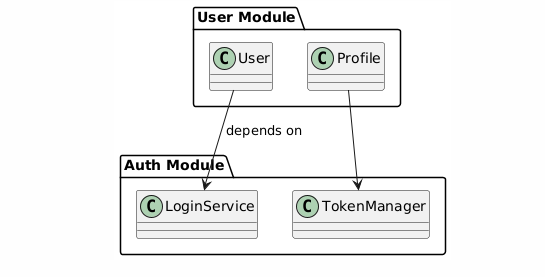 User Module
C User
C Profile
depends on
Auth Module
C LoginService
C TokenManager